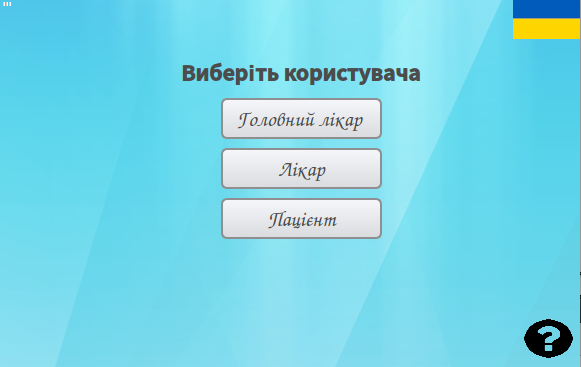 Виберіть користувача
Головний лікар
Лікар
Пацієнт
?